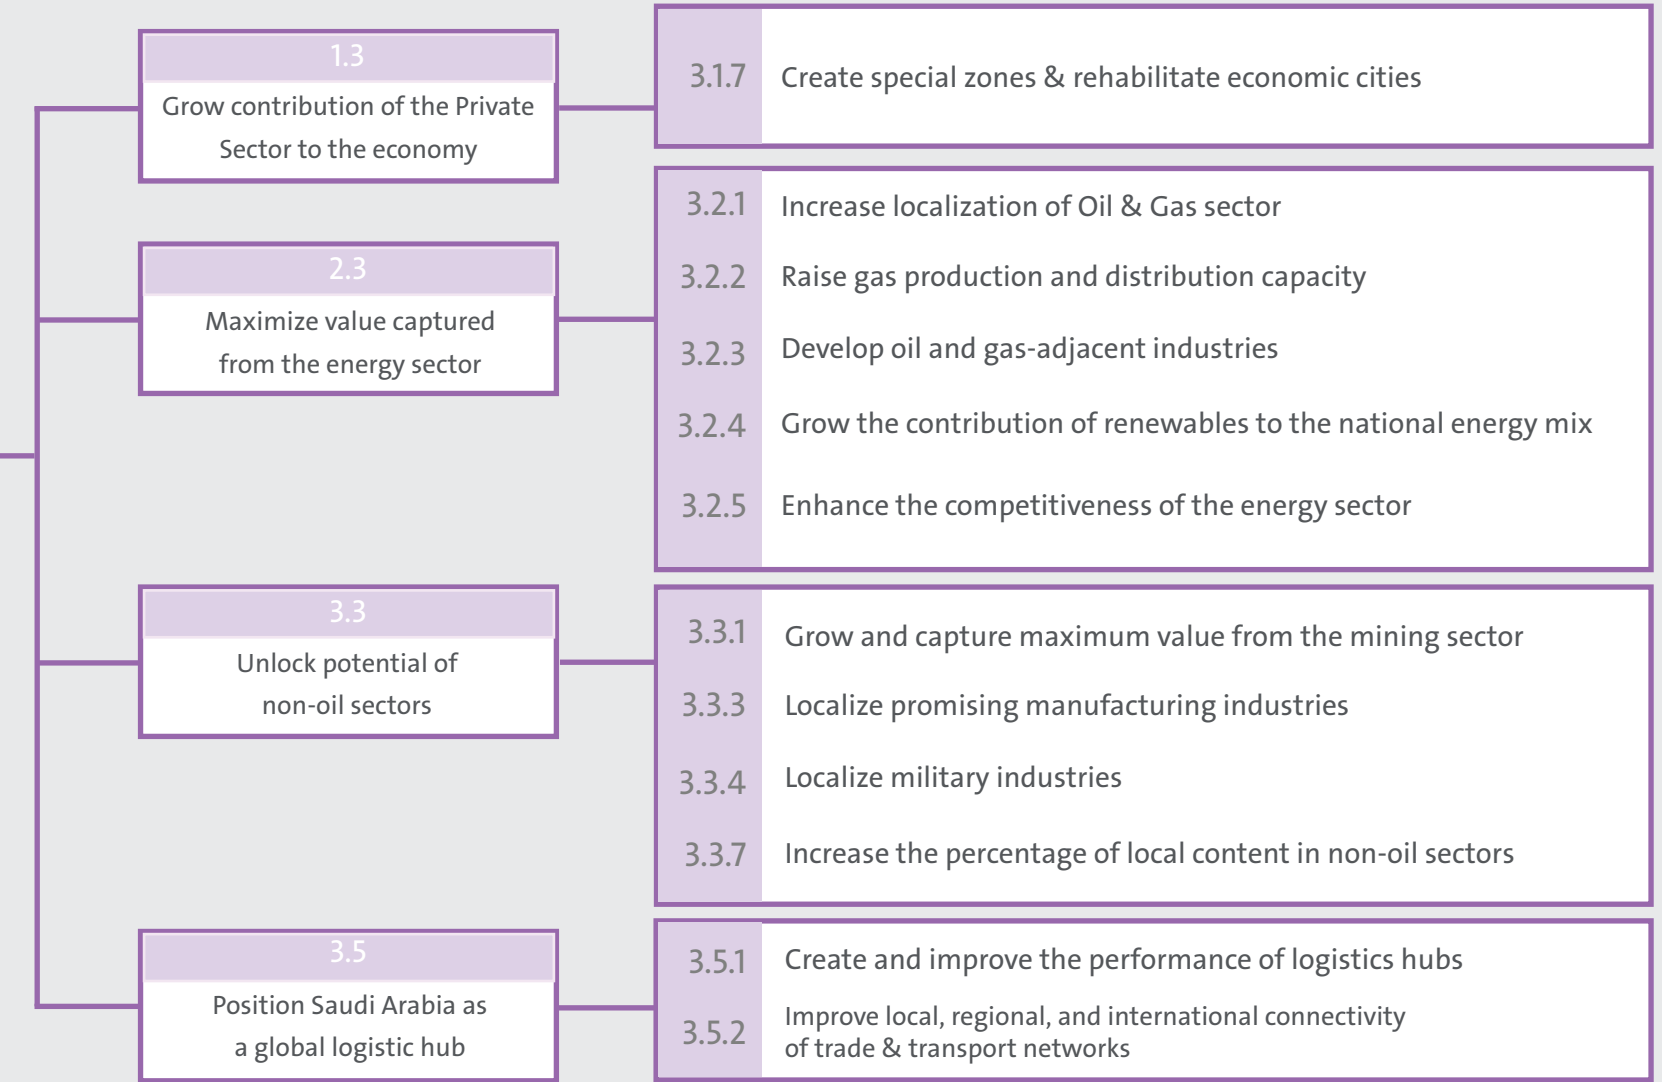 1.3
Grow contribution of the Private
Sector to the economy
3.1.7 Create special zones & rehabilitate economic cities
2.3
Maximize value captured
from the energy sector
3.2.1 Increase localization of Oil & Gas sector
3.2.2 Raise gas production and distribution capacity
3.2.3 Develop oil and gas-adjacent industries
3.2.4 Grow the contribution of renewables to the national energy mix
3.2.5 Enhance the competitiveness of the energy sector
3.3
Unlock potential of
non-oil sectors
3.3.1 Grow and capture maximum value from the mining sector
3.3.3 Localize promising manufacturing industries
3.3.4 Localize military industries
3.3.7 Increase the percentage of local content in non-oil sectors
3.5
Position Saudi Arabia as
a global logistic hub
3.5.1 Create and improve the performance of logistics hubs
3.5.2 Improve local, regional, and international connectivity
of trade & transport networks